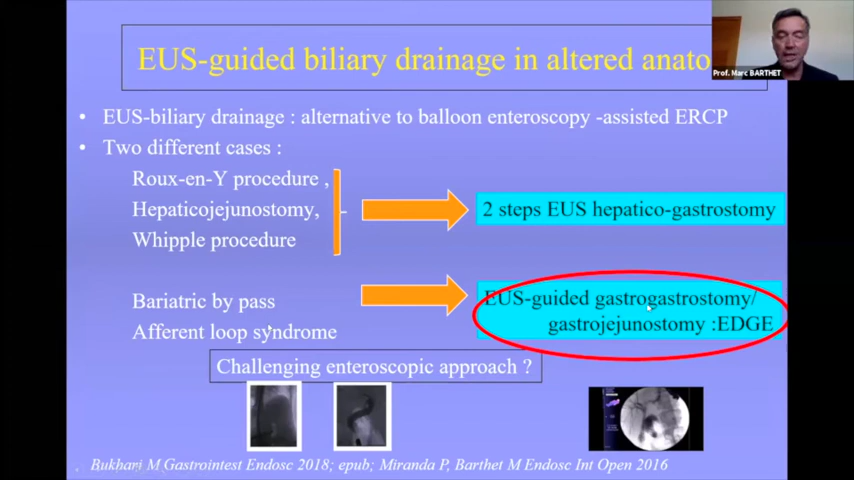 EUS-guided biliary drainage in altered anato
Prof. Marc BARTHET
• EUS-biliary drainage : alternative to balloon enteroscopy -assisted ERCP
• Two different cases :
Roux-en-Y procedure ,
Hepaticojejunostomy,
Whipple procedure
2 steps EUS hepatico-gastrostomy
Bariatric by pass
Afferent loop syndrome
EUS-guided gastrogastrostomy/
gastrojejunostomy :EDGE
Challenging enteroscopic approach ?
Bukhari M Gastrointest Endosc 2018; epub; Miranda P, Barthet M Endosc Int Open 2016